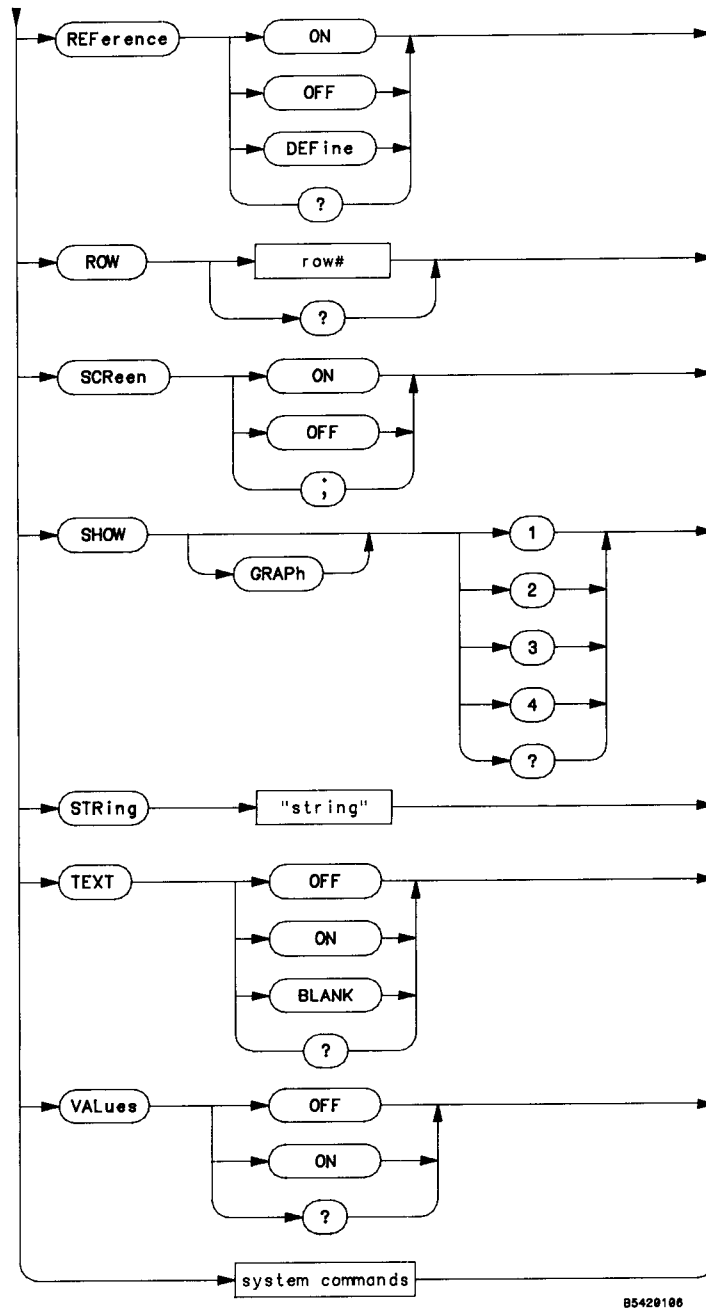 REFerence ON
OFF
DEFine
?
ROW row#
?
SCReen ON
OFF
;
SHOW 1
GRAPh
2
3
4
?
STRing "string"
TEXT OFF
ON
BLANK
?
VALues OFF
ON
?
system commands
B5420106